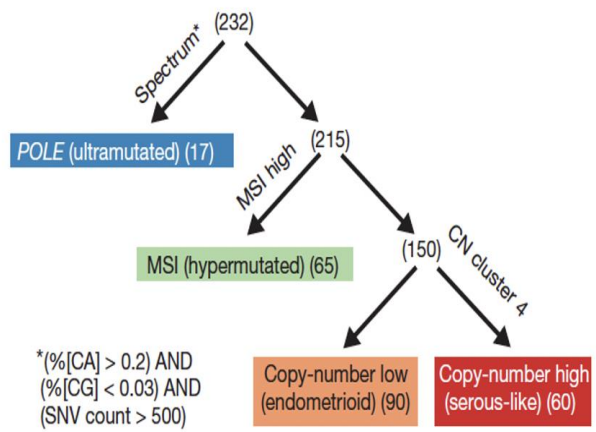 (232)
Spectrum*
POLE (ultramutated) (17)
(215)
MSI high
MSI (hypermutated) (65)
(150)
CN cluster 4
Copy-number low
(endometrioid) (90)
Copy-number high
(serous-like) (60)
*(%[CA] > 0.2) AND
(%[CG] < 0.03) AND
(SNV count > 500)